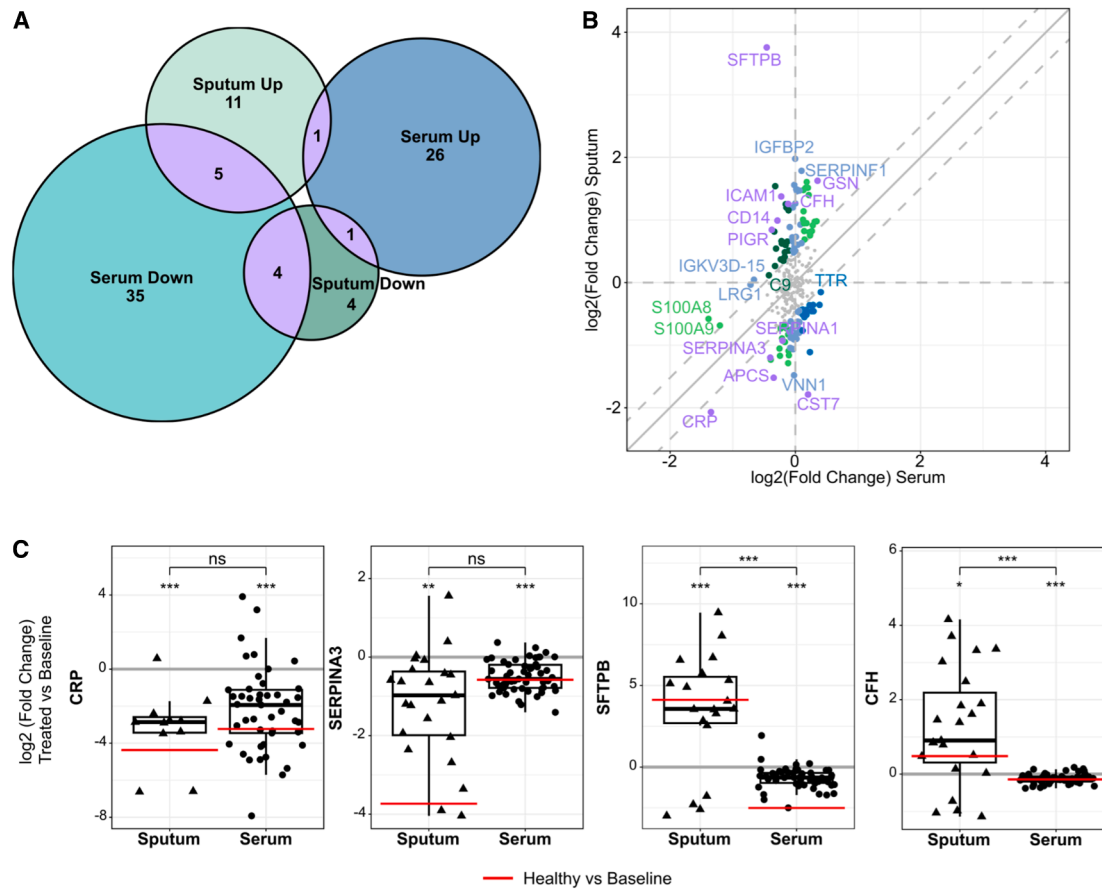 A
Sputum Up
11
1
Serum Up
26
5
1
Serum Down
35
4
Sputum Down
4
B
log2(Fold Change) Sputum
4
2
0
-2
SFTPB
IGFBP2
SERPINF1
GSN
ICAM1
CFH
CD14
PIGR
IGKV3D-15
C9
TTR
LRG1
S100A8
S100A9
SERPINA1
SERPINA3
APCS
VNN1
CST7
CRP
-2
0
2
4
log2(Fold Change) Serum
C
log2 (Fold Change)
Treated vs Baseline
CRP
4
0
-4
-8
ns
*** ***
Sputum Serum
SERPINA3
2
0
-2
-4
ns
** ***
Sputum Serum
SFTPB
10
5
0
***
*** ***
Sputum Serum
CFH
6
4
2
0
***
* ***
Sputum Serum
Healthy vs Baseline